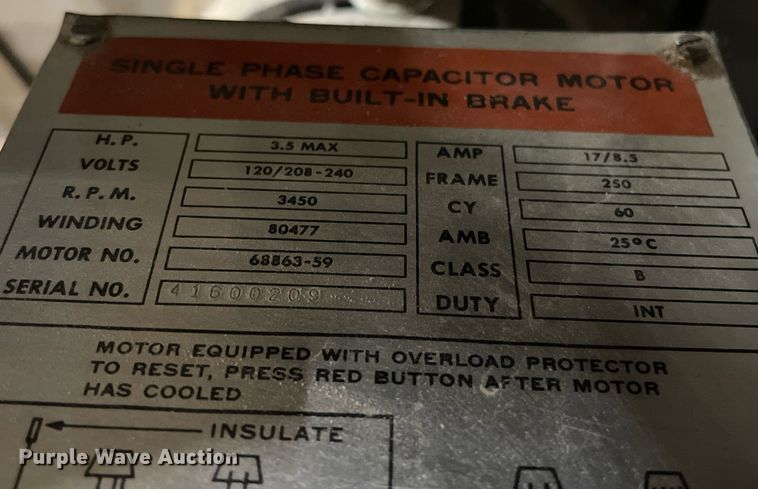 SINGLE PHASE CAPACITOR MOTOR
WITH BUILT-IN BRAKE
H.P. 3.5 MAX
VOLTS 120/208-240
R.P.M. 3450
WINDING 80477
MOTOR NO. 68863-59
SERIAL NO. 41600209
AMP 17/8.5
FRAME 250
CY 60
AMB 25°C
CLASS B
DUTY INT
MOTOR EQUIPPED WITH OVERLOAD PROTECTOR
TO RESET, PRESS RED BUTTON AFTER MOTOR
HAS COOLED
INSULATE
Purple Wave Auction